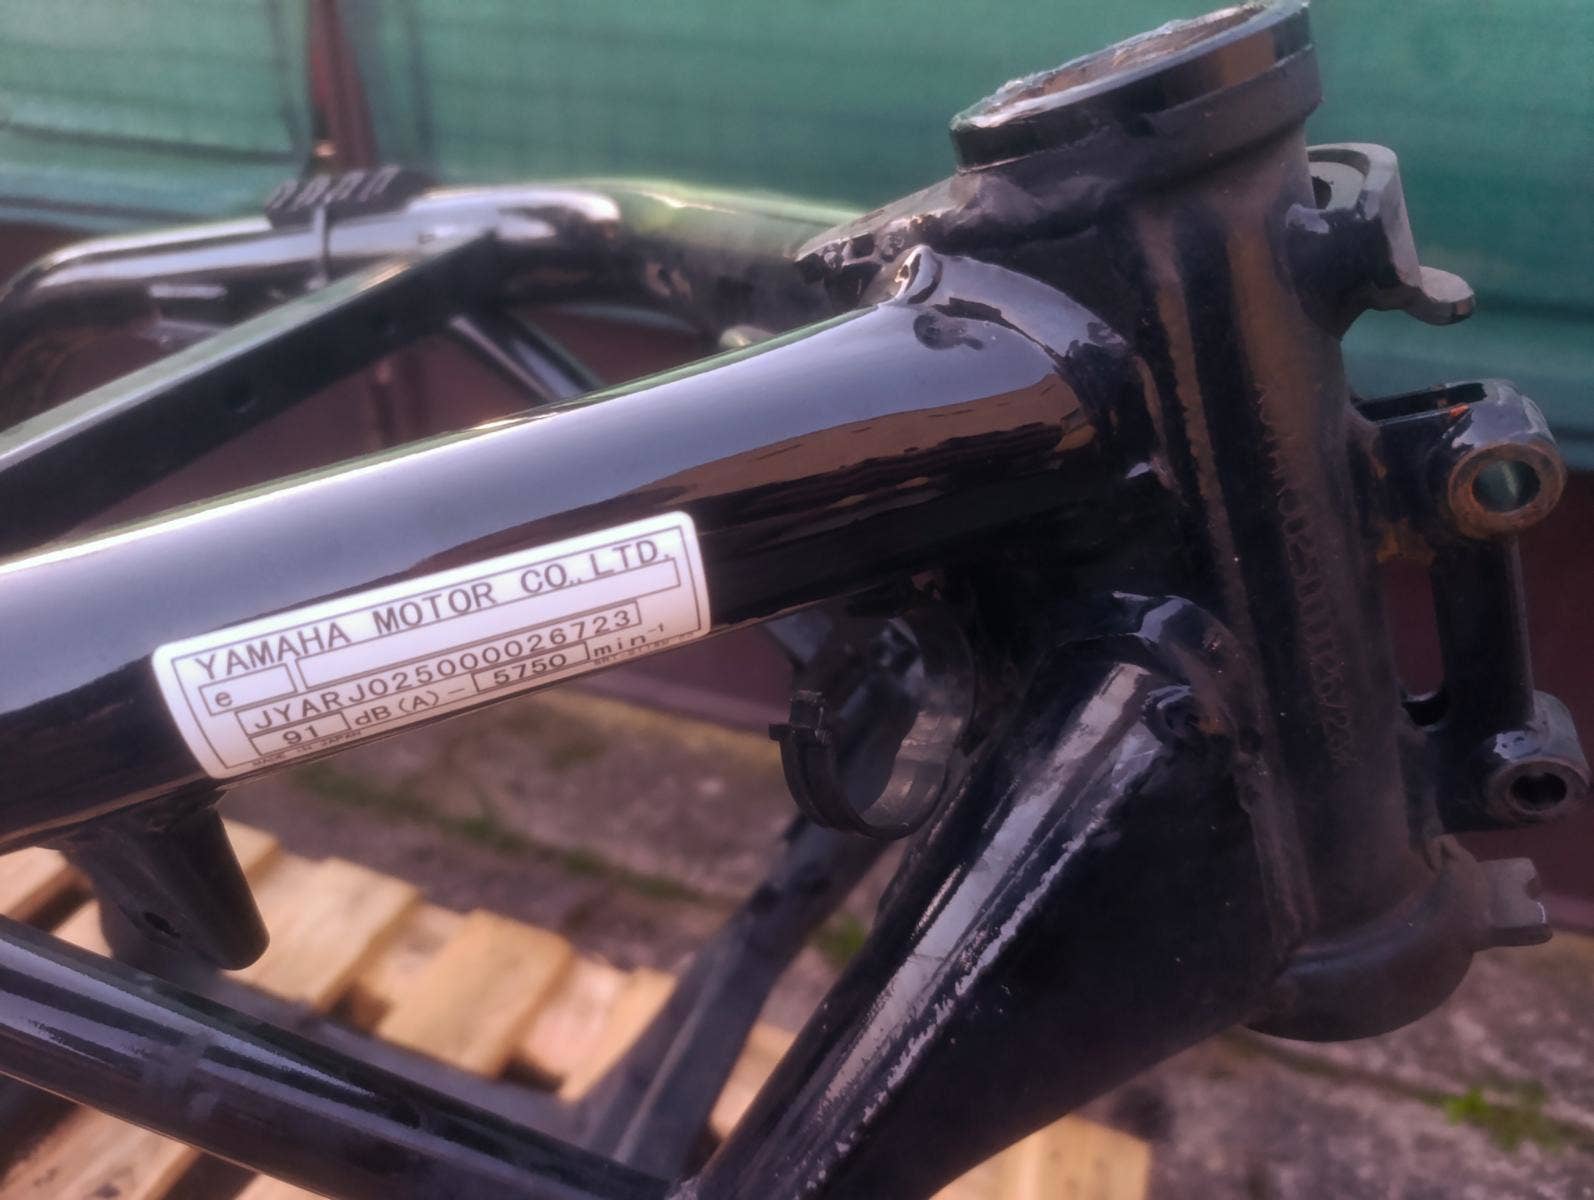 YAMAHA MOTOR CO., LTD.
e
JYARJ025000026723
91 dB(A) - 5750 min-1
MADE IN JAPAN